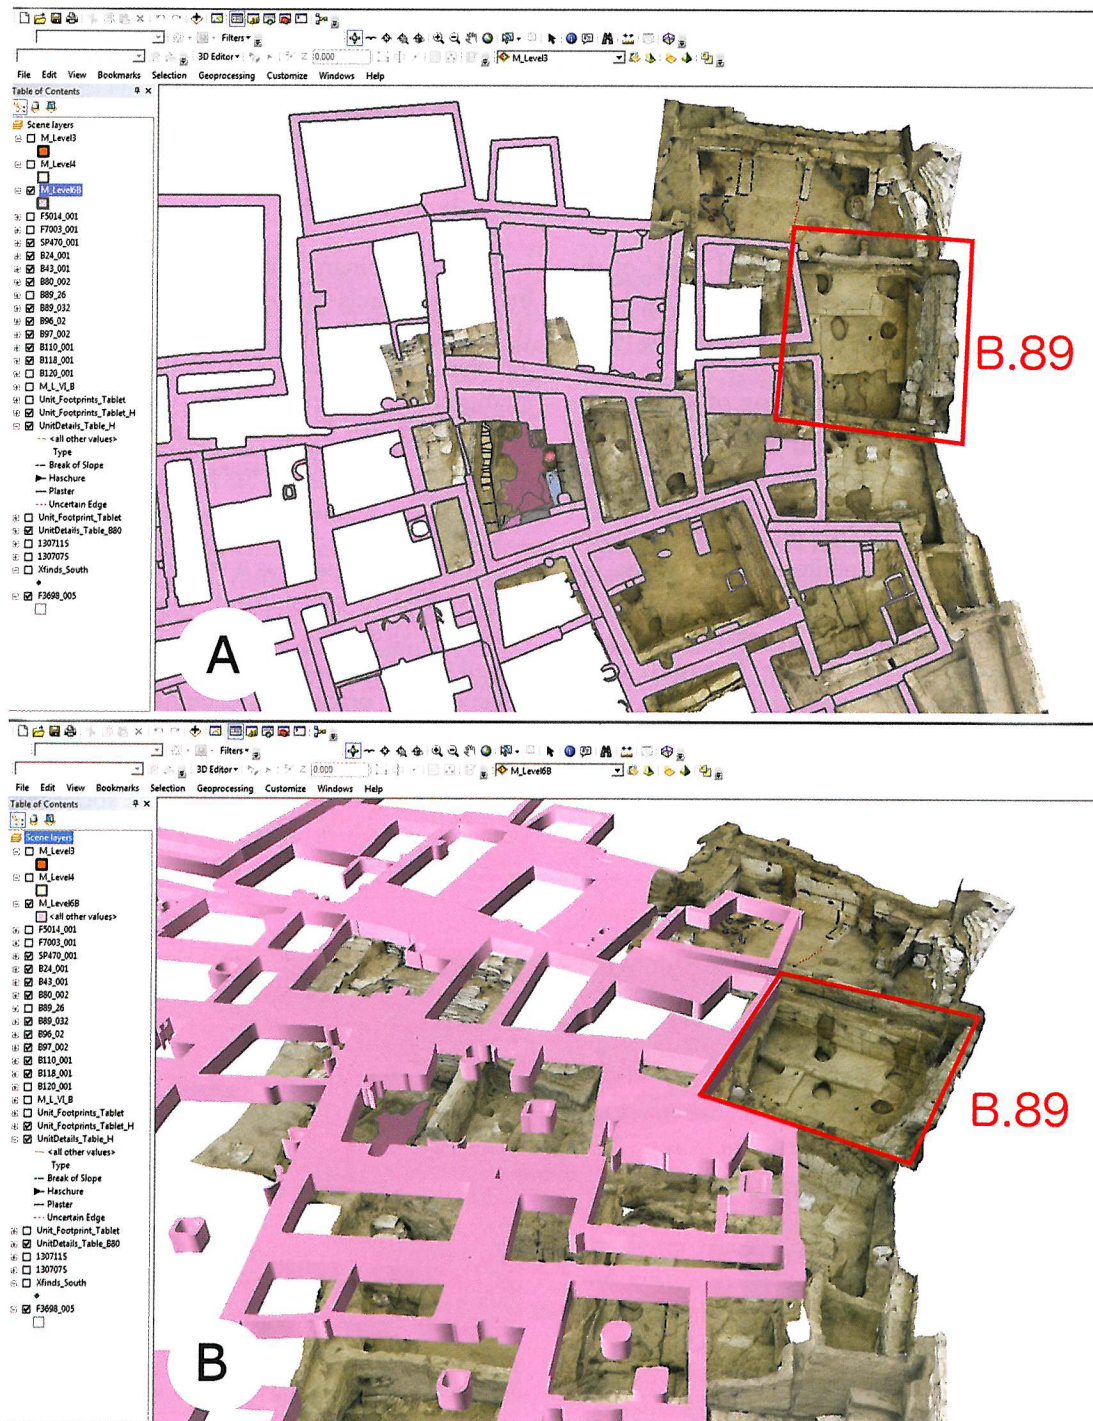 Filters
3D Editor
0.000
M_Level3
File Edit View Bookmarks Selection Geoprocessing Customize Windows Help
Table of Contents
Scene layers
M_Level3
M_Level4
M_Level6B
F5014_001
F7003_001
SP470_001
B24_001
B43_001
B80_002
B89_26
B89_032
B96_02
B97_002
B110_001
B118_001
B120_001
M_L_VI_B
Unit_Footprints_Tablet
Unit_Footprints_Tablet_H
UnitDetails_Table_H
<all other values>
Type
Break of Slope
Haschure
Plaster
Uncertain Edge
Unit_Footprint_Tablet
UnitDetails_Table_B80
130711S
130707S
Xfinds_South
F3698_005
B.89
A
Filters
3D Editor
0.000
M_Level6B
File Edit View Bookmarks Selection Geoprocessing Customize Windows Help
Table of Contents
Scene layers
M_Level3
M_Level4
M_Level6B
<all other values>
F5014_001
F7003_001
SP470_001
B24_001
B43_001
B80_002
B89_26
B89_032
B96_02
B97_002
B110_001
B118_001
B120_001
M_L_VI_B
Unit_Footprints_Tablet
Unit_Footprints_Tablet_H
UnitDetails_Table_H
<all other values>
Type
Break of Slope
Haschure
Plaster
Uncertain Edge
Unit_Footprint_Tablet
UnitDetails_Table_B80
130711S
130707S
Xfinds_South
F3698_005
B.89
B